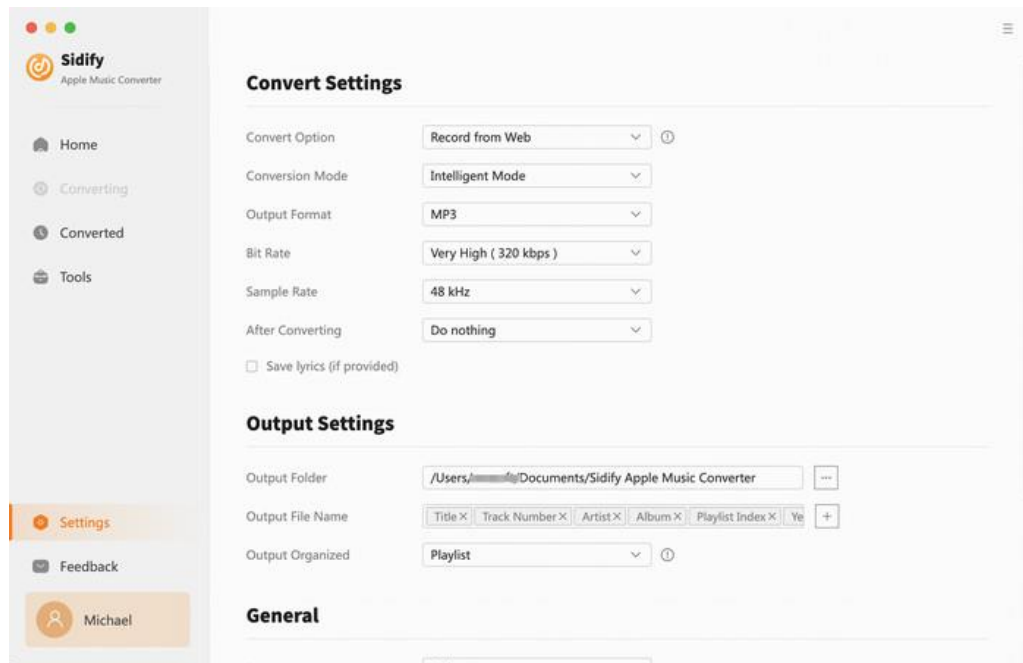 Sidify
Apple Music Converter
Home
Converting
Converted
Tools
Settings
Feedback
Michael
Convert Settings
Convert Option Record from Web
Conversion Mode Intelligent Mode
Output Format MP3
Bit Rate Very High ( 320 kbps )
Sample Rate 48 kHz
After Converting Do nothing
Save lyrics (if provided)
Output Settings
Output Folder /Users/ /Documents/Sidify Apple Music Converter ...
Output File Name Title X Track Number X Artist X Album X Playlist Index X Ye +
Output Organized Playlist
General